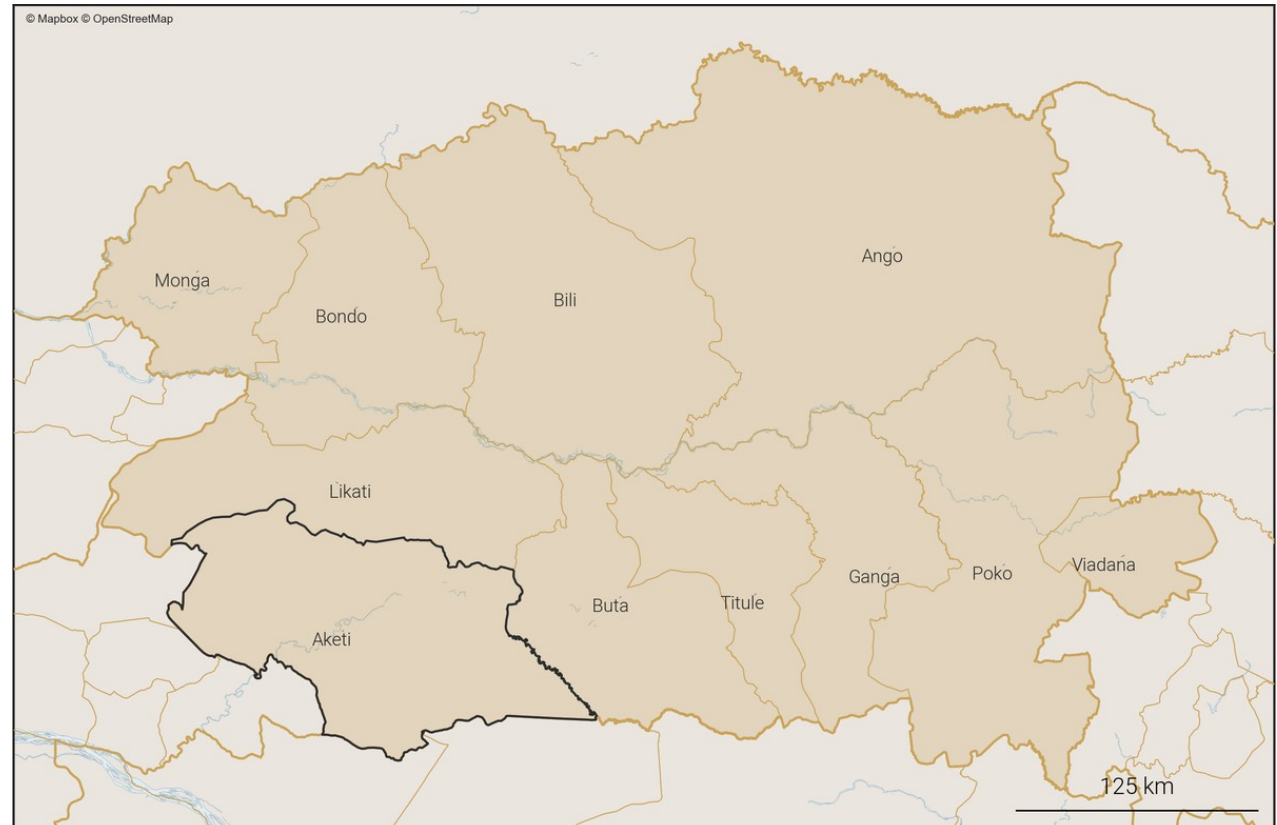 © Mapbox © OpenStreetMap
Ango
Monga
Bili
Bondo
Likati
Viadana
Poko
Ganga
Titule
Buta
Aketi
125 km